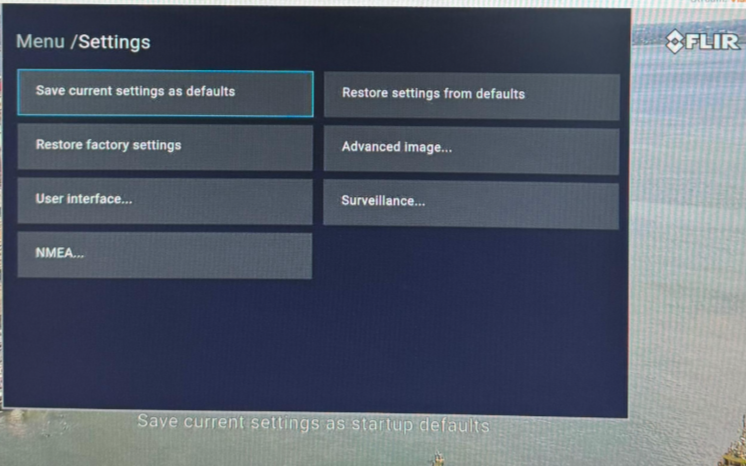 Menu /Settings
FLIR
Save current settings as defaults
Restore settings from defaults
Restore factory settings
Advanced image...
User interface...
Surveillance...
NMEA...
Save current settings as startup defaults